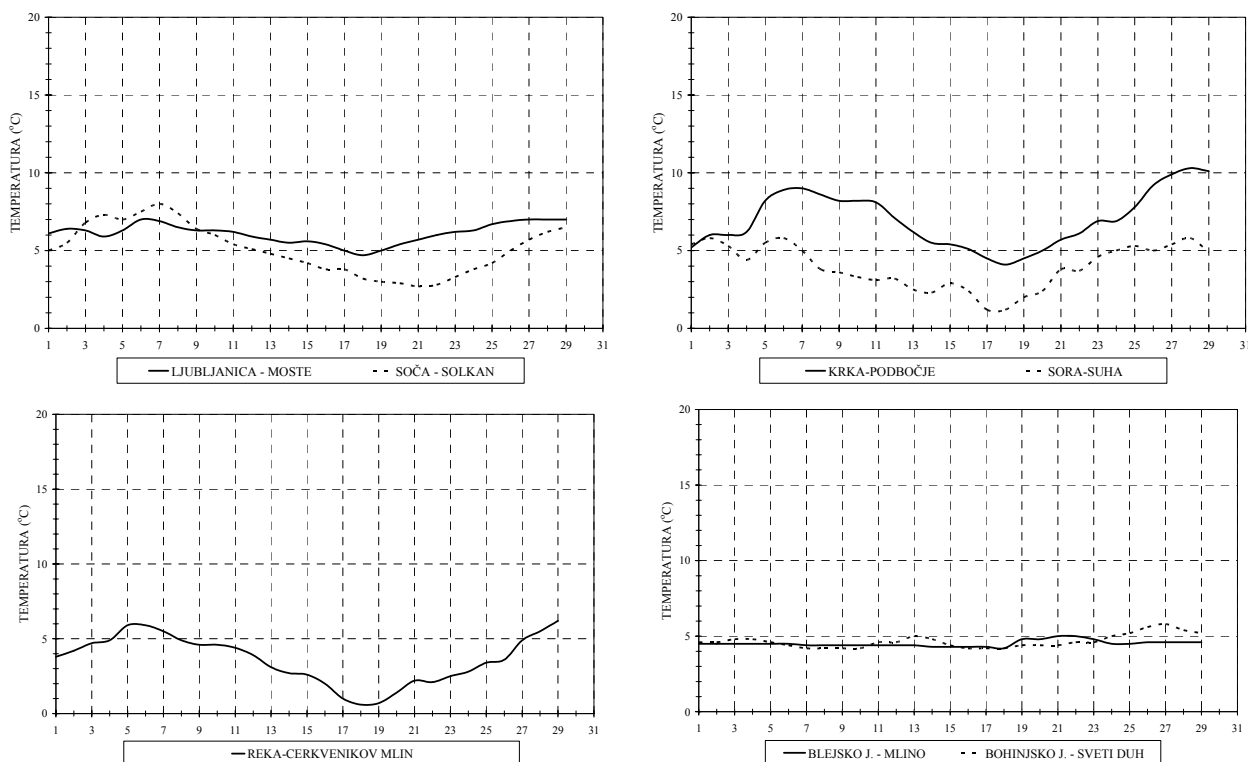 TEMPERATURA (°C)
20
15
10
5
0
1 3 5 7 9 11 13 15 17 19 21 23 25 27 29 31
LJUBLJANICA - MOSTE SOČA - SOLKAN
TEMPERATURA (°C)
20
15
10
5
0
1 3 5 7 9 11 13 15 17 19 21 23 25 27 29 31
KRKA-PODBOČJE SORA-SUHA
TEMPERATURA (°C)
20
15
10
5
0
1 3 5 7 9 11 13 15 17 19 21 23 25 27 29 31
REKA-CERKVENIKOV MLIN
TEMPERATURA (°C)
20
15
10
5
0
1 3 5 7 9 11 13 15 17 19 21 23 25 27 29 31
BLEJSKO J. - MLINO BOHINJSKO J. - SVETI DUH